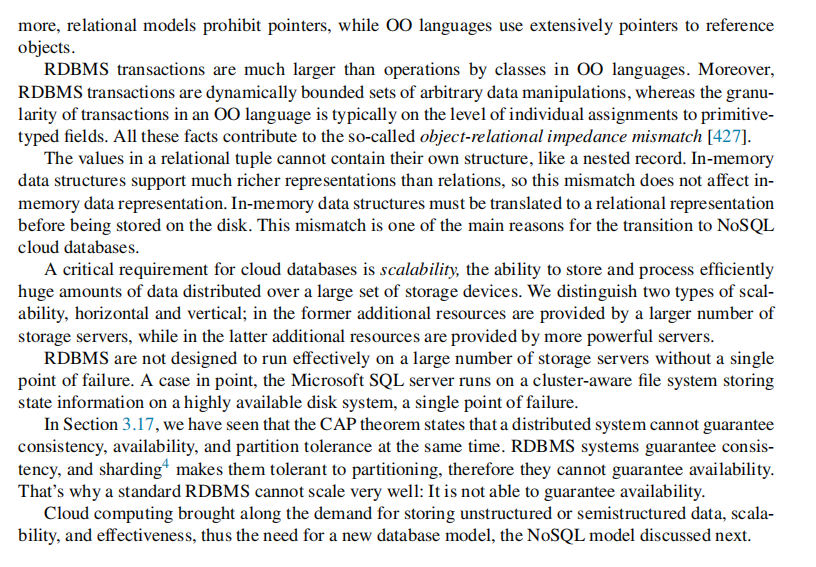 more, relational models prohibit pointers, while OO languages use extensively pointers to reference
objects.
RDBMS transactions are much larger than operations by classes in OO languages. Moreover,
RDBMS transactions are dynamically bounded sets of arbitrary data manipulations, whereas the granu-
larity of transactions in an OO language is typically on the level of individual assignments to primitive-
typed fields. All these facts contribute to the so-called object-relational impedance mismatch [427].
The values in a relational tuple cannot contain their own structure, like a nested record. In-memory
data structures support much richer representations than relations, so this mismatch does not affect in-
memory data representation. In-memory data structures must be translated to a relational representation
before being stored on the disk. This mismatch is one of the main reasons for the transition to NoSQL
cloud databases.
A critical requirement for cloud databases is scalability, the ability to store and process efficiently
huge amounts of data distributed over a large set of storage devices. We distinguish two types of scal-
ability, horizontal and vertical; in the former additional resources are provided by a larger number of
storage servers, while in the latter additional resources are provided by more powerful servers.
RDBMS are not designed to run effectively on a large number of storage servers without a single
point of failure. A case in point, the Microsoft SQL server runs on a cluster-aware file system storing
state information on a highly available disk system, a single point of failure.
In Section 3.17, we have seen that the CAP theorem states that a distributed system cannot guarantee
consistency, availability, and partition tolerance at the same time. RDBMS systems guarantee consis-
tency, and sharding4 makes them tolerant to partitioning, therefore they cannot guarantee availability.
That's why a standard RDBMS cannot scale very well: It is not able to guarantee availability.
Cloud computing brought along the demand for storing unstructured or semistructured data, scala-
bility, and effectiveness, thus the need for a new database model, the NoSQL model discussed next.